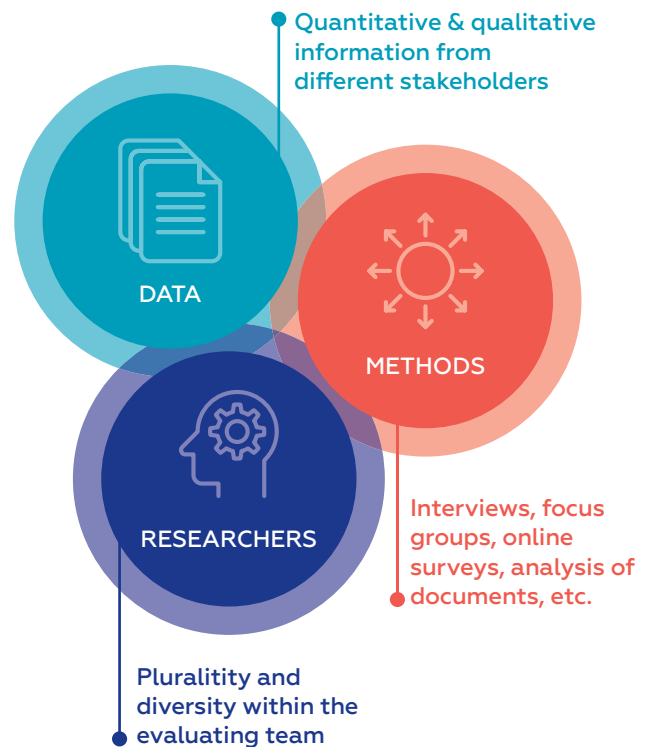 Quantitative & qualitative
information from
different stakeholders
DATA
METHODS
RESEARCHERS
Interviews, focus
groups, online
surveys, analysis of
documents, etc.
Pluralitity and
diversity within the
evaluating team